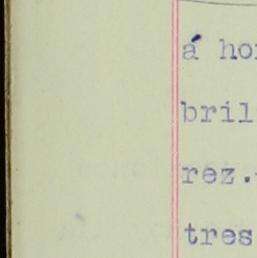 á ho
bril
rez.
tres